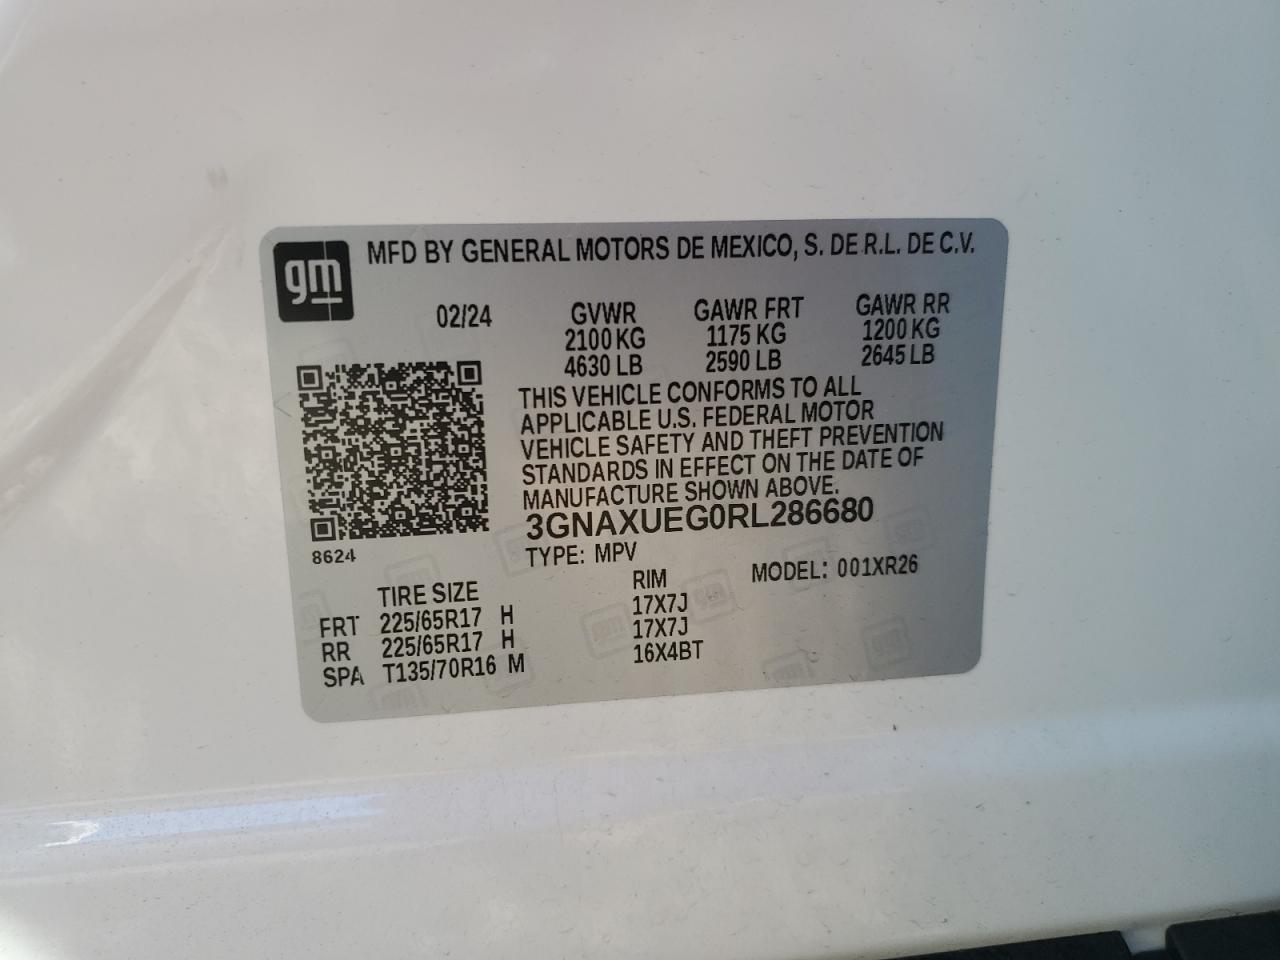 gm MFD BY GENERAL MOTORS DE MEXICO, S. DE R.L. DE C.V.
02/24 GVWR GAWR FRT GAWR RR
2100 KG 1175 KG 1200 KG
4630 LB 2590 LB 2645 LB
THIS VEHICLE CONFORMS TO ALL
APPLICABLE U.S. FEDERAL MOTOR
VEHICLE SAFETY AND THEFT PREVENTION
STANDARDS IN EFFECT ON THE DATE OF
MANUFACTURE SHOWN ABOVE.
3GNAXUEG0RL286680
8624 TYPE: MPV MODEL: 001XR26
TIRE SIZE RIM
FRT 225/65R17 H 17X7J
RR 225/65R17 H 17X7J
SPA T135/70R16 M 16X4BT